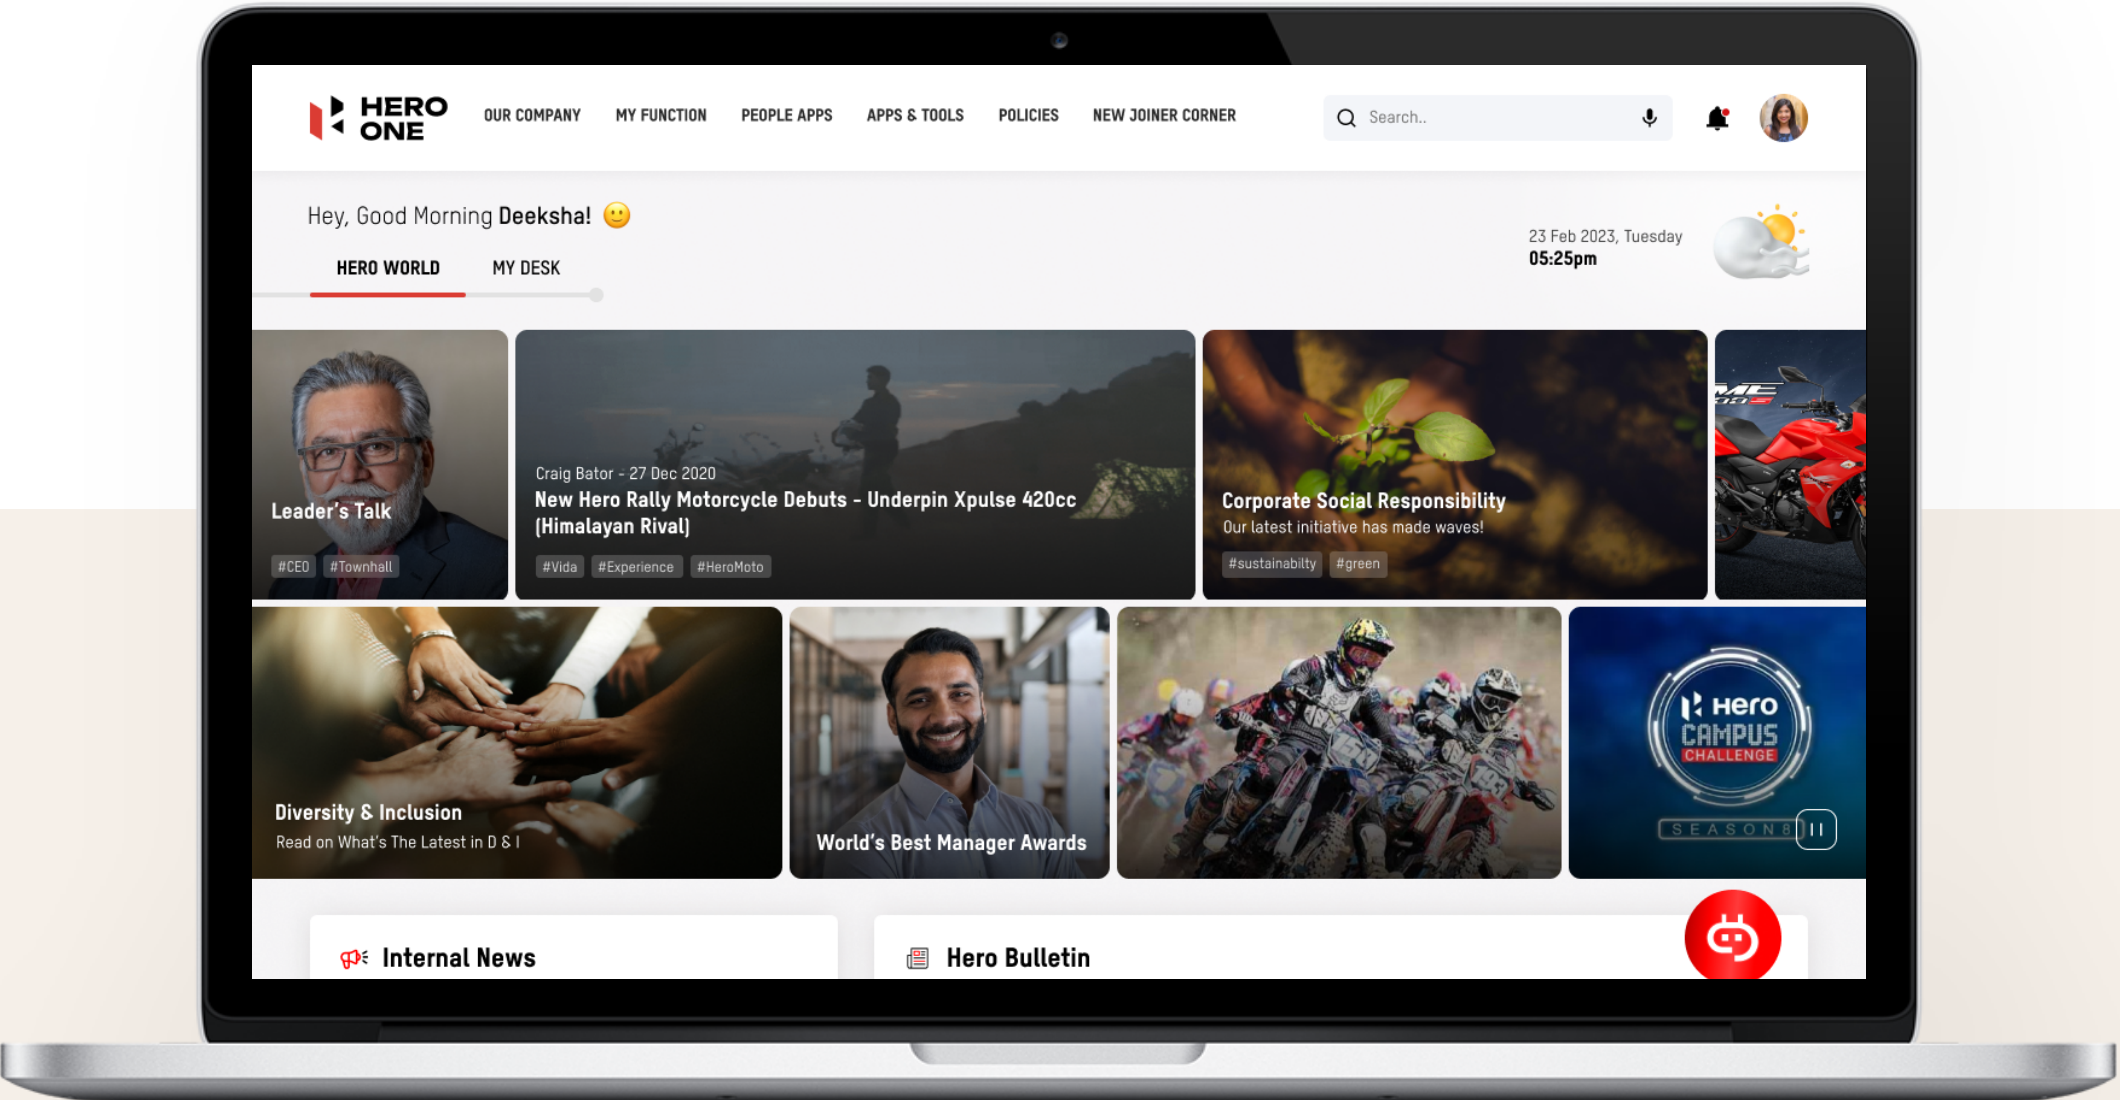 HERO
ONE
OUR COMPANY
MY FUNCTION
PEOPLE APPS
APPS & TOOLS
POLICIES
NEW JOINER CORNER
Search..
Hey, Good Morning Deeksha!
23 Feb 2023, Tuesday
05:25pm
HERO WORLD
MY DESK
Leader's Talk
#CEO #Townhall
Craig Bator - 27 Dec 2020
New Hero Rally Motorcycle Debuts - Underpin Xpulse 420cc
(Himalayan Rival)
#Vida #Experience #HeroMoto
Corporate Social Responsibility
Our latest initiative has made waves!
#sustainabilty #green
Diversity & Inclusion
Read on What's The Latest in D & I
World's Best Manager Awards
Hero
CAMPUS
CHALLENGE
SEASON8
Internal News
Hero Bulletin